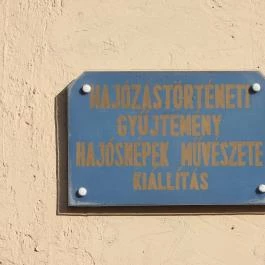 HAJÓZÁSTÖRTÉNETI
GYŰJTEMÉNY
HAJÓSNÉPEK MŰVÉSZETE
KIÁLLÍTÁS